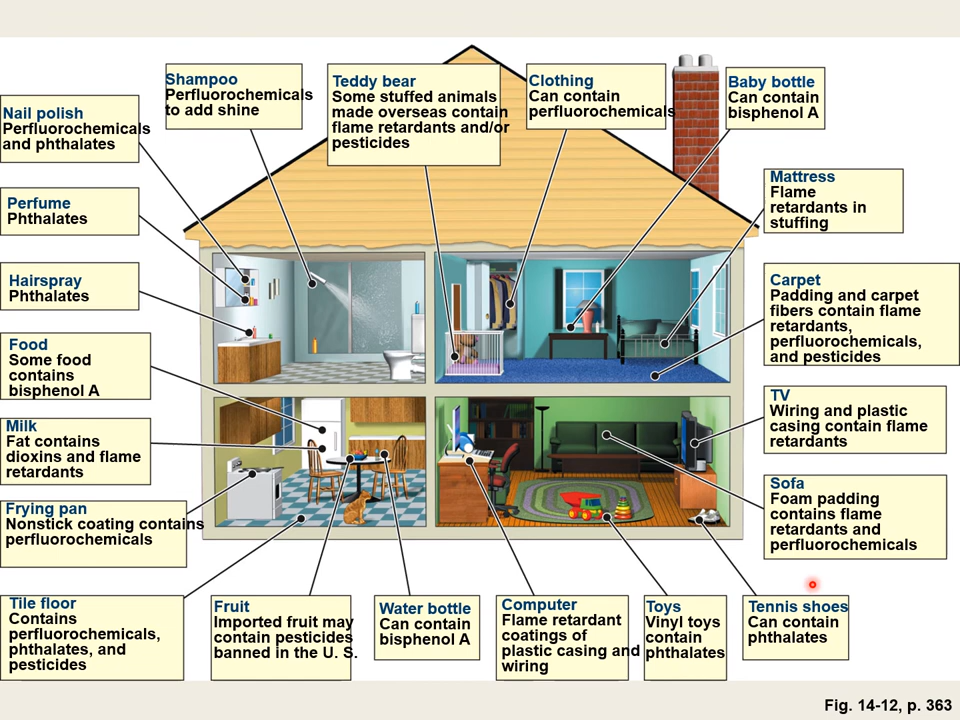 Shampoo
Perfluorochemicals
to add shine
Teddy bear
Some stuffed animals
made overseas contain
flame retardants and/or
pesticides
Clothing
Can contain
perfluorochemicals
Baby bottle
Can contain
bisphenol A
Nail polish
Perfluorochemicals
and phthalates
Mattress
Flame
retardants in
stuffing
Perfume
Phthalates
Hairspray
Phthalates
Carpet
Padding and carpet
fibers contain flame
retardants,
perfluorochemicals,
and pesticides
Food
Some food
contains
bisphenol A
TV
Wiring and plastic
casing contain flame
retardants
Milk
Fat contains
dioxins and flame
retardants
Sofa
Foam padding
contains flame
retardants and
perfluorochemicals
Frying pan
Nonstick coating contains
perfluorochemicals
Tile floor
Contains
perfluorochemicals,
phthalates, and
pesticides
Fruit
Imported fruit may
contain pesticides
banned in the U. S.
Water bottle
Can contain
bisphenol A
Computer
Flame retardant
coatings of
plastic casing and
wiring
Toys
Vinyl toys
contain
phthalates
Tennis shoes
Can contain
phthalates
Fig. 14-12, p. 363